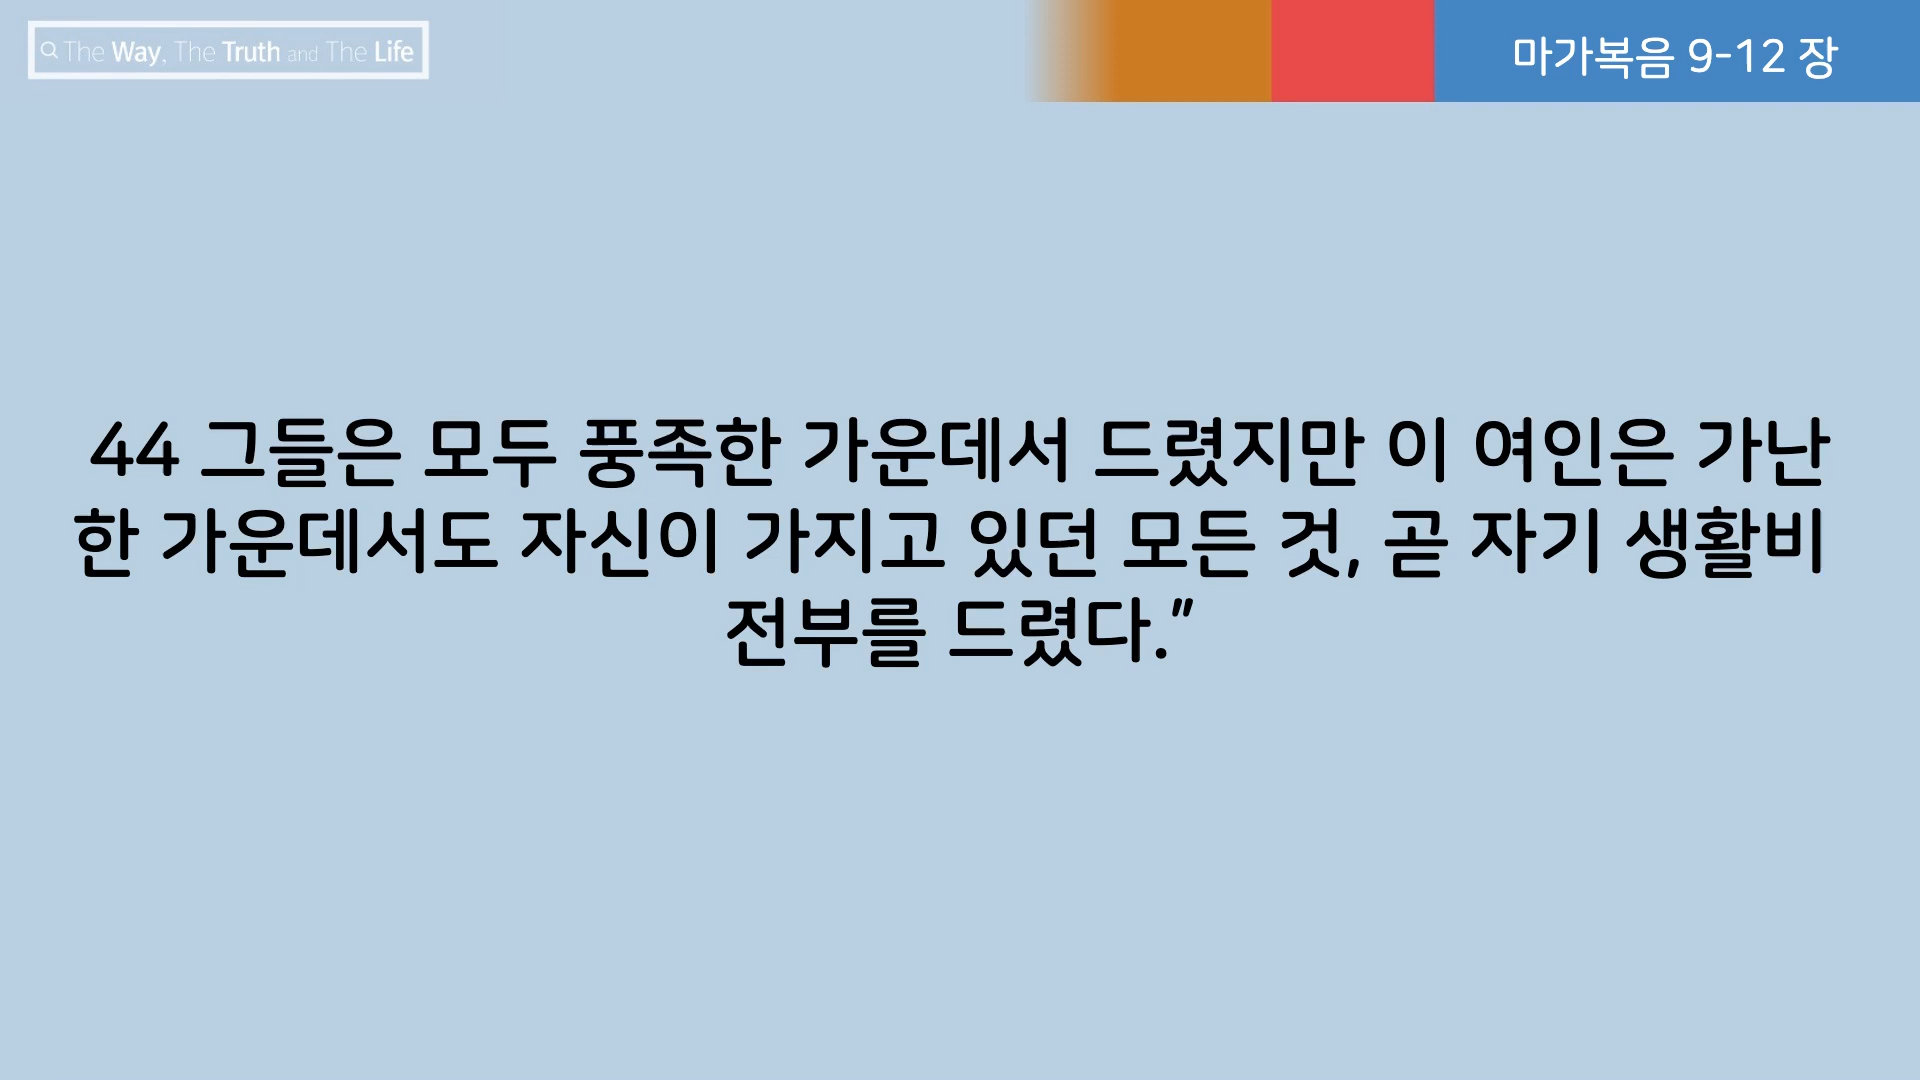 The Way, The Truth and The Life
마가복음 9-12 장
44 그들은 모두 풍족한 가운데서 드렸지만 이 여인은 가난
한 가운데서도 자신이 가지고 있던 모든 것, 곧 자기 생활비
전부를 드렸다.”